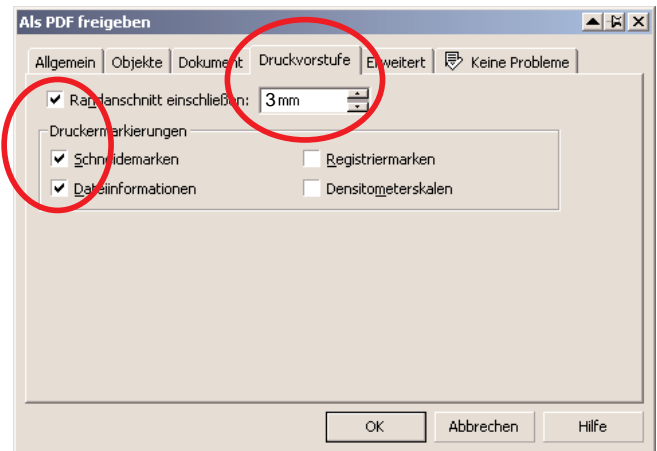 Als PDF freigeben
Allgemein Objekte Dokument Druckvorstufe Erweitert Keine Probleme
Randanschnitt einschließen: 3 mm
Druckermarkierungen
Schneidemarken Registriermarken
Dateiinformationen Densitometerskalen
OK Abbrechen Hilfe